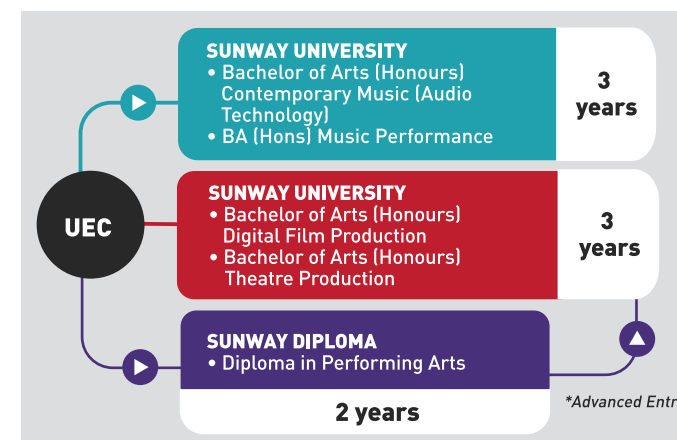 SUNWAY UNIVERSITY
• Bachelor of Arts (Honours)
Contemporary Music (Audio
Technology)
• BA (Hons) Music Performance
3
years
UEC
SUNWAY UNIVERSITY
• Bachelor of Arts (Honours)
Digital Film Production
• Bachelor of Arts (Honours)
Theatre Production
3
years
SUNWAY DIPLOMA
• Diploma in Performing Arts
2 years
*Advanced Entr